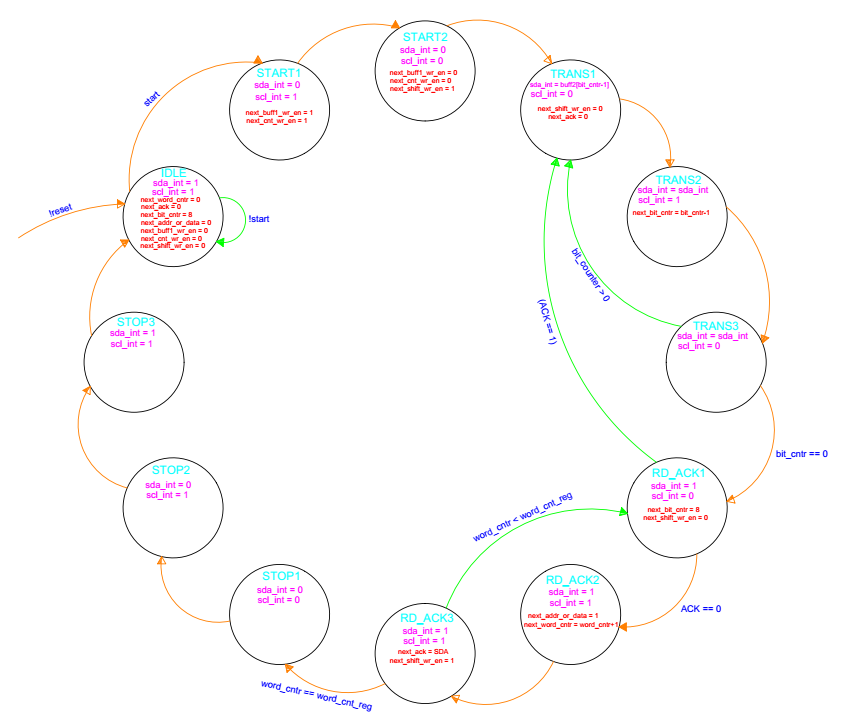 START2
sda_int = 0
scl_int = 0
next_buff1_wr_en = 0
next_cnt_wr_en = 0
next_shift_wr_en = 1
START1
sda_int = 0
scl_int = 1
next_buff1_wr_en = 1
next_cnt_wr_en = 1
TRANS1
sda_int = buff2[bit_cntr-1]
scl_int = 0
next_shift_wr_en = 0
next_ack = 0
start
IDLE
sda_int = 1
scl_int = 1
next_word_cntr = 0
next_ack = 0
next_bit_cntr = 8
next_addr_or_data = 0
next_buff1_wr_en = 0
next_cnt_wr_en = 0
next_shift_wr_en = 0
!reset
!start
TRANS2
sda_int = sda_int
scl_int = 1
next_bit_cntr = bit_cntr-1
bit_counter > 0
(ACK == 1)
STOP3
sda_int = 1
scl_int = 1
TRANS3
sda_int = sda_int
scl_int = 0
bit_cntr == 0
STOP2
sda_int = 0
scl_int = 1
RD_ACK1
sda_int = 1
scl_int = 0
next_bit_cntr = 8
next_shift_wr_en = 0
word_cntr < word_cnt_reg
STOP1
sda_int = 0
scl_int = 0
RD_ACK2
sda_int = 1
scl_int = 1
next_addr_or_data = 1
next_word_cntr = word_cntr+1
ACK == 0
RD_ACK3
sda_int = 1
scl_int = 1
next_ack = SDA
next_shift_wr_en = 1
word_cntr == word_cnt_reg